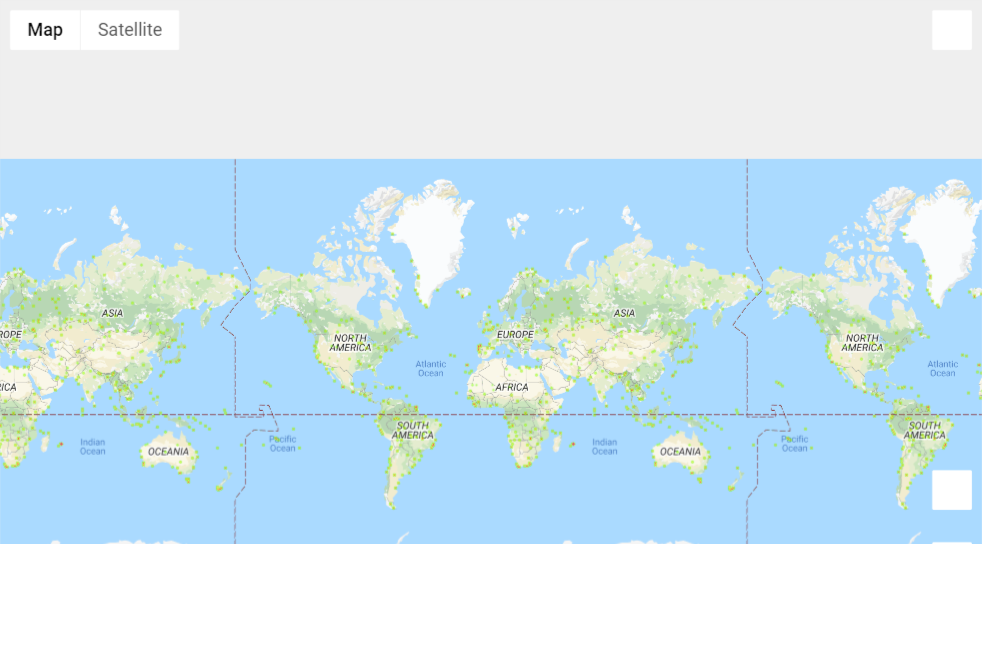 Map Satellite
ASIA
ROPE
NORTH
AMERICA
Atlantic
Ocean
ICA
Indian
Ocean
OCEANIA
Pacific
Ocean
SOUTH
AMERICA
EUROPE
ASIA
AFRICA
NORTH
AMERICA
Atlantic
Ocean
Indian
Ocean
OCEANIA
Pacific
Ocean
SOUTH
AMERICA